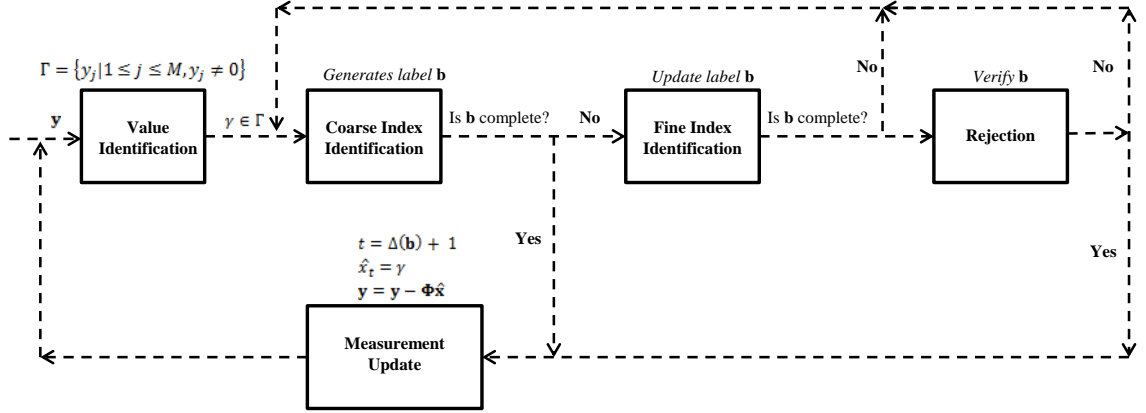 Γ = {y_j|1 ≤ j ≤ M, y_j ≠ 0}
y
Value
Identification
γ ∈ Γ
Generates label b
Coarse Index
Identification
Is b complete?
No
Yes
Update label b
Fine Index
Identification
Is b complete?
No
Verify b
Rejection
No
Yes
t = Δ(b) + 1
x̂_t = γ
y = y − Φx̂
Measurement
Update